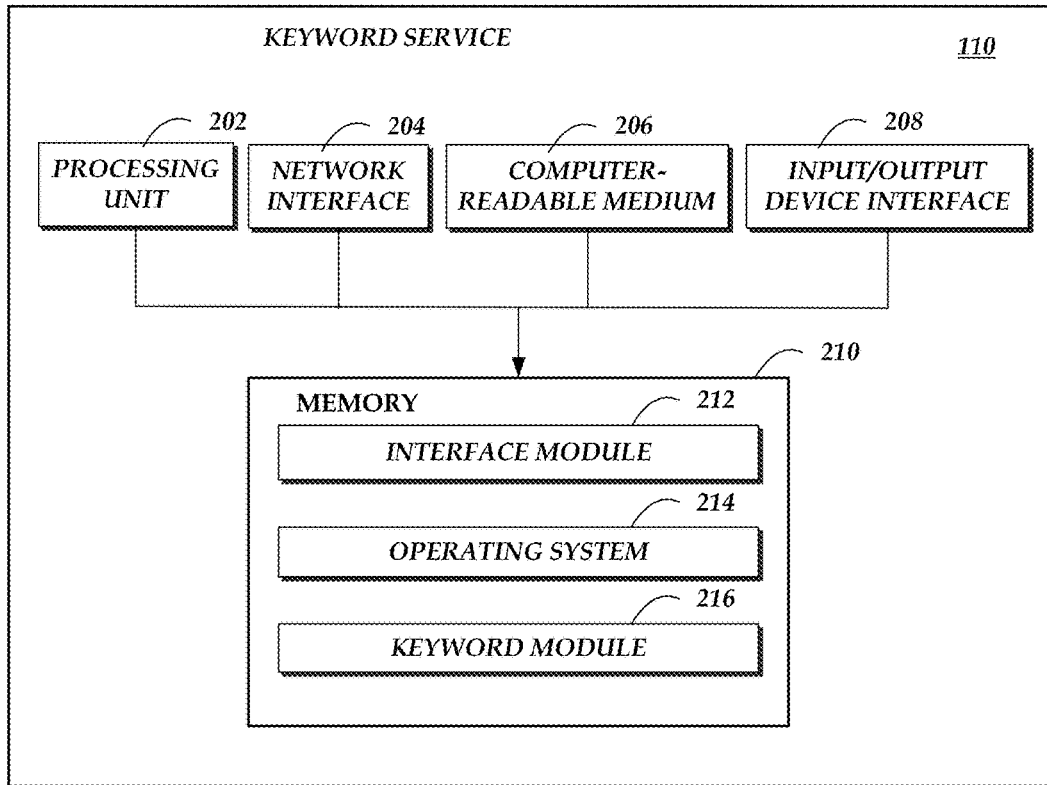 KEYWORD SERVICE
110
202
204
206
208
PROCESSING
UNIT
NETWORK
INTERFACE
COMPUTER-
READABLE MEDIUM
INPUT/OUTPUT
DEVICE INTERFACE
210
MEMORY
212
INTERFACE MODULE
214
OPERATING SYSTEM
216
KEYWORD MODULE